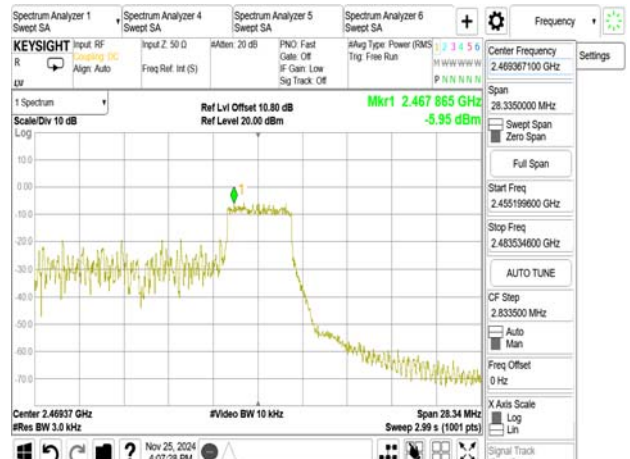 Spectrum Analyzer 1
Swept SA
Spectrum Analyzer 4
Swept SA
Spectrum Analyzer 5
Swept SA
Spectrum Analyzer 6
Swept SA
+
Frequency
KEYSIGHT
R
Input: RF
Coupling: DC
Align: Auto
Input Z: 50 Ω
Freq Ref: Int (S)
#Atten: 20 dB
PNO: Fast
Gate: Off
IF Gain: Low
Sig Track: Off
#Avg Type: Power (RMS
Trig: Free Run
1 2 3 4 5 6
M W W W W W
P N N N N N
1 Spectrum
Scale/Div 10 dB
Log
Ref Lvl Offset 10.80 dB
Ref Level 20.00 dBm
Mkr1 2.467 865 GHz
-5.95 dBm
1
10.0
0.00
-10.0
-20.0
-30.0
-40.0
-50.0
-60.0
-70.0
Center 2.46937 GHz
#Res BW 3.0 kHz
#Video BW 10 kHz
Span 28.34 MHz
Sweep 2.99 s (1001 pts)
Nov 25, 2024
4:07:28 PM
?
Center Frequency
2.469367100 GHz
Settings
Span
28.3350000 MHz
Swept Span
Zero Span
Full Span
Start Freq
2.455199600 GHz
Stop Freq
2.483534600 GHz
AUTO TUNE
CF Step
2.833500 MHz
Auto
Man
Freq Offset
0 Hz
X Axis Scale
Log
Lin
Signal Track